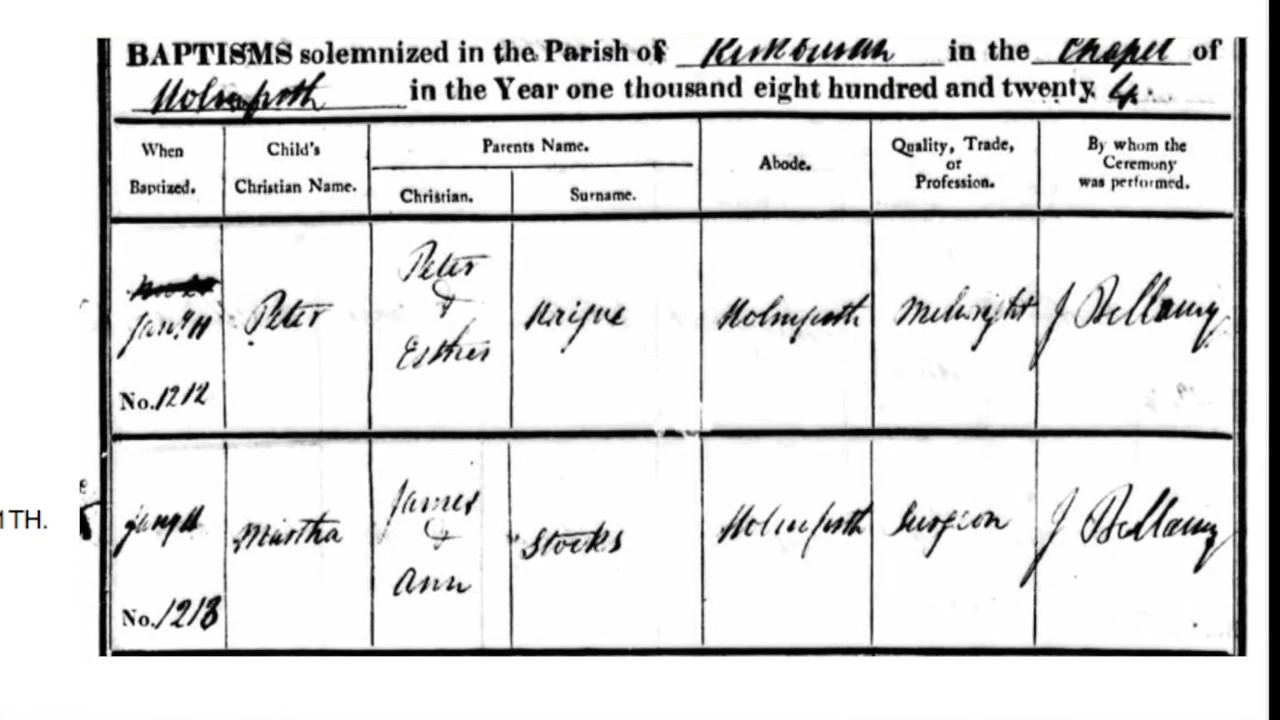 BAPTISMS solemnized in the Parish of Kirkburton in the Chapel of
Holmfirth in the Year one thousand eight hundred and twenty 4.
When Baptized.
Child's Christian Name.
Parents Name.
Christian.
Surname.
Abode.
Quality, Trade, or Profession.
By whom the Ceremony was performed.
Jany 11
No. 1212
Peter
Peter
&
Esther
Holmfirth
Milwright
J Bellamy
1TH.
Jany 11
No. 1213
Martha
James
&
Ann
Stocks
Holmfirth
Surgeon
J Bellamy